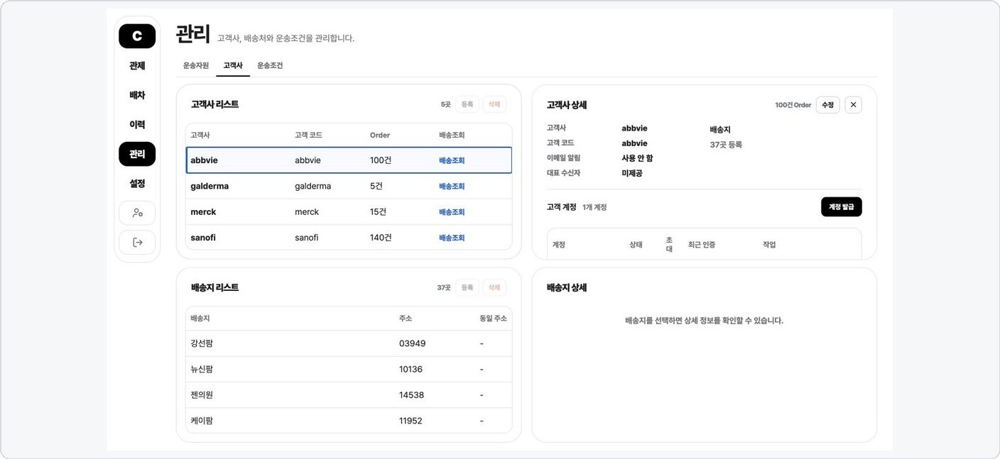 C
관제
배차
이력
관리
설정
관리 고객사, 배송처와 운송조건을 관리합니다.
운송자원 고객사 운송조건
고객사 리스트 5곳 등록 삭제
고객사 고객 코드 Order 배송조회
abbvie abbvie 100건 배송조회
galderma galderma 5건 배송조회
merck merck 15건 배송조회
sanofi sanofi 140건 배송조회
고객사 상세 100건 Order 수정
고객사 abbvie 배송지
고객 코드 abbvie 37곳 등록
이메일 알림 사용 안 함
대표 수신자 미제공
고객 계정 1개 계정 계정 발급
계정 상태 초대 최근 인증 작업
배송지 리스트 37곳 등록 삭제
배송지 주소 동일 주소
강선팜 03949 -
뉴신팜 10136 -
젠의원 14538 -
케이팜 11952 -
배송지 상세
배송지를 선택하면 상세 정보를 확인할 수 있습니다.